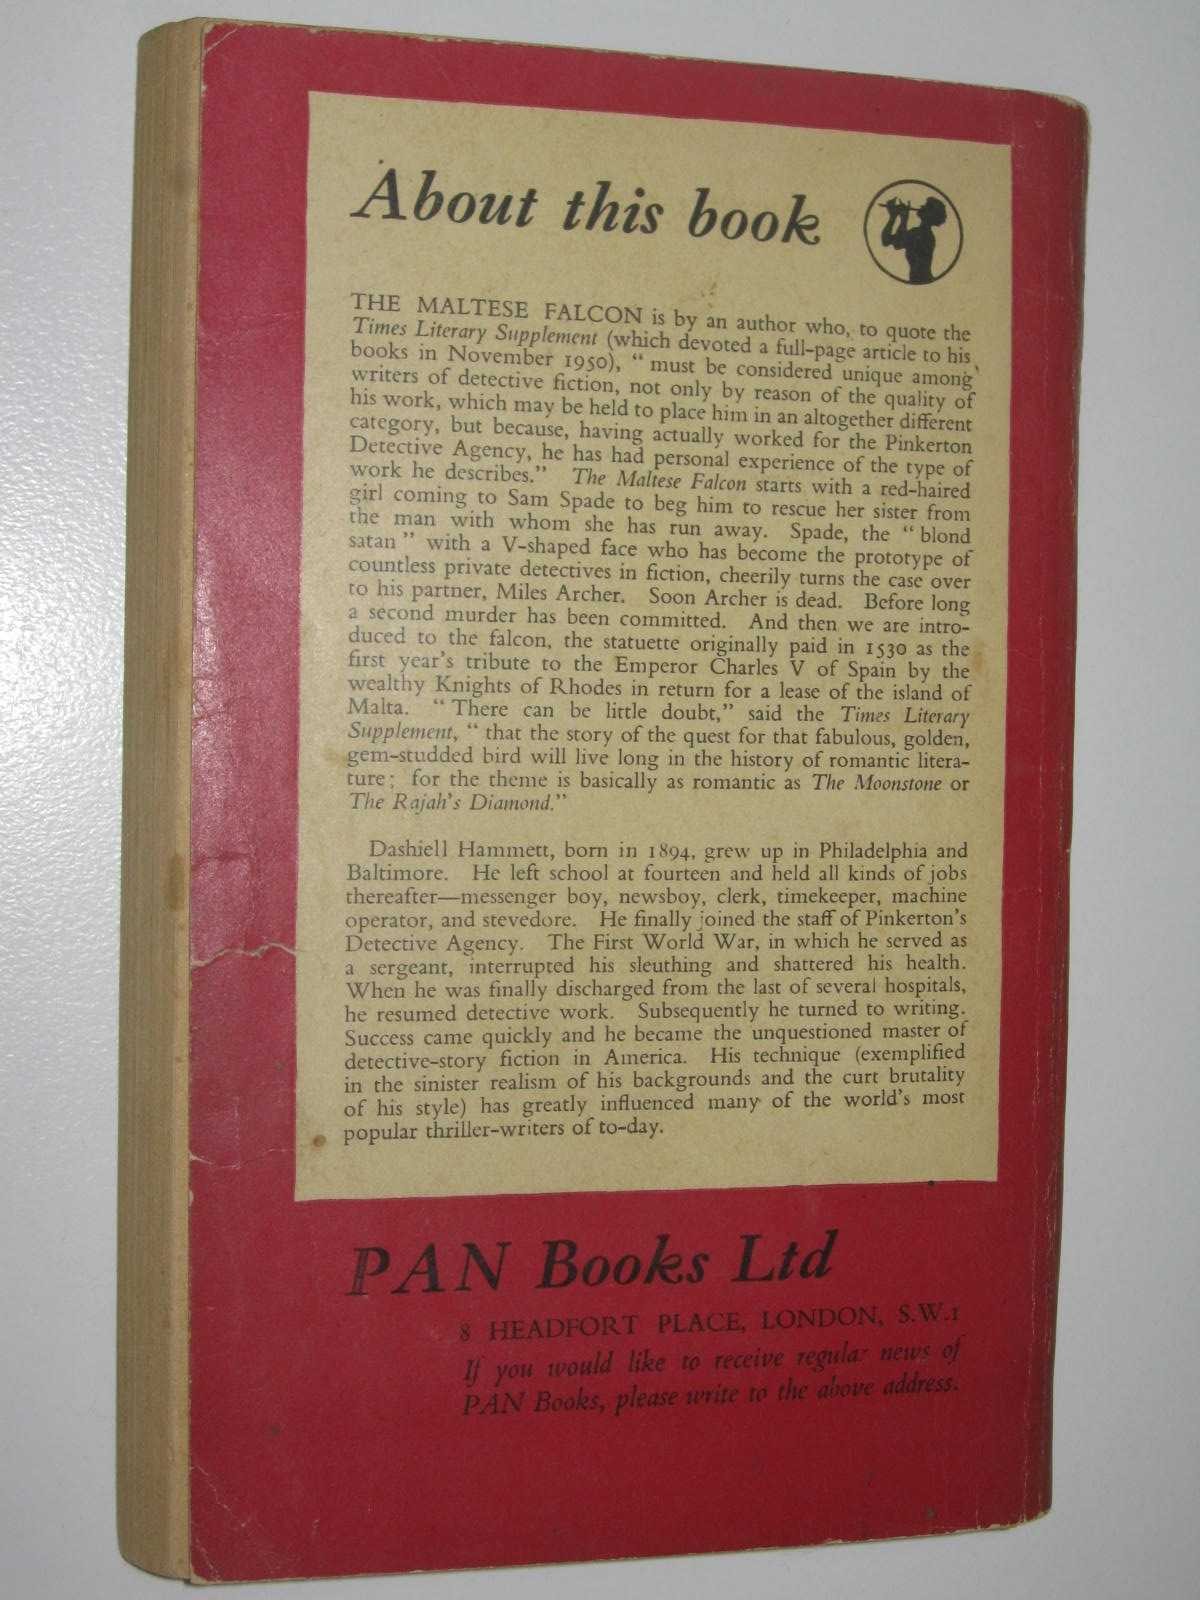 About this book
THE MALTESE FALCON is by an author who, to quote the
Times Literary Supplement (which devoted a full-page article to his
books in November 1950), " must be considered unique among
writers of detective fiction, not only by reason of the quality of
his work, which may be held to place him in an altogether different
category, but because, having actually worked for the Pinkerton
Detective Agency, he has had personal experience of the type of
work he describes." The Maltese Falcon starts with a red-haired
girl coming to Sam Spade to beg him to rescue her sister from
the man with whom she has run away. Spade, the " blond
satan " with a V-shaped face who has become the prototype of
countless private detectives in fiction, cheerily turns the case over
to his partner, Miles Archer. Soon Archer is dead. Before long
a second murder has been committed. And then we are intro-
duced to the falcon, the statuette originally paid in 1530 as the
first year's tribute to the Emperor Charles V of Spain by the
wealthy Knights of Rhodes in return for a lease of the island of
Malta. " There can be little doubt," said the Times Literary
Supplement, " that the story of the quest for that fabulous, golden,
gem-studded bird will live long in the history of romantic litera-
ture; for the theme is basically as romantic as The Moonstone or
The Rajah's Diamond."
Dashiell Hammett, born in 1894, grew up in Philadelphia and
Baltimore. He left school at fourteen and held all kinds of jobs
thereafter—messenger boy, newsboy, clerk, timekeeper, machine
operator, and stevedore. He finally joined the staff of Pinkerton's
Detective Agency. The First World War, in which he served as
a sergeant, interrupted his sleuthing and shattered his health.
When he was finally discharged from the last of several hospitals,
he resumed detective work. Subsequently he turned to writing.
Success came quickly and he became the unquestioned master of
detective-story fiction in America. His technique (exemplified
in the sinister realism of his backgrounds and the curt brutality
of his style) has greatly influenced many of the world's most
popular thriller-writers of to-day.
PAN Books Ltd
8 HEADFORT PLACE, LONDON, S.W.1
If you would like to receive regular news of
PAN Books, please write to the above address.